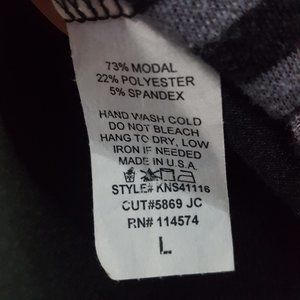 73% MODAL
22% POLYESTER
5% SPANDEX
HAND WASH COLD
DO NOT BLEACH
HANG TO DRY, LOW
IRON IF NEEDED
MADE IN U.S.A.
STYLE# KNS41116
CUT#5869 JC
RN# 114574
L